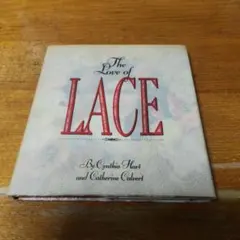 The
Love of
LACE
By Cynthia Hart
and Catherine Calvert